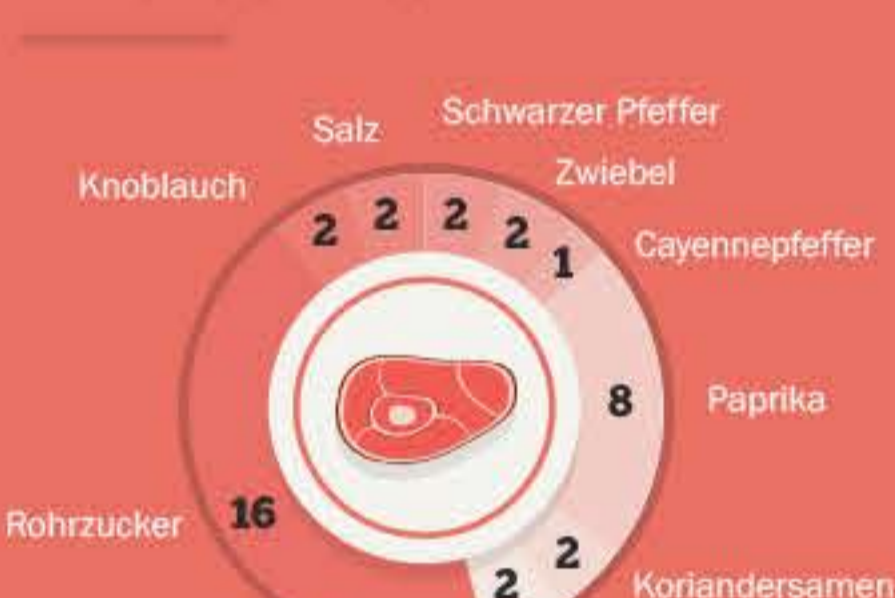 Schwarzer Pfeffer
Salz
Zwiebel
Knoblauch
2
2
2
2
Cayennepfeffer
1
8
Paprika
16
Rohrzucker
2
2
Koriandersamen